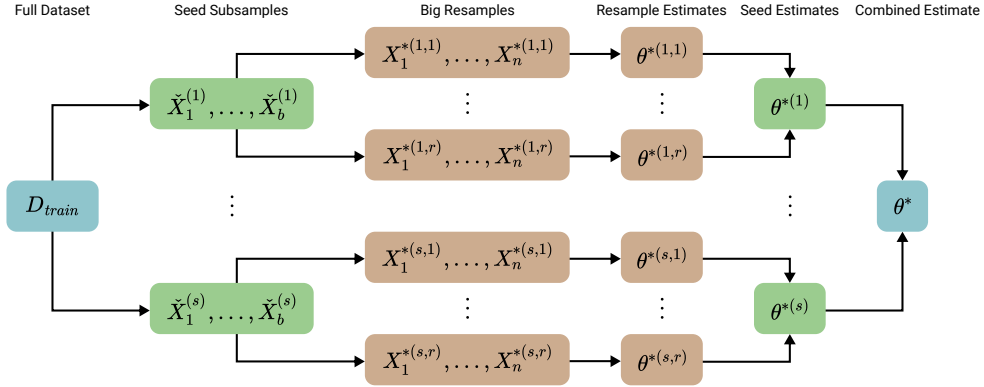 Full Dataset Seed Subsamples Big Resamples Resample Estimates Seed Estimates Combined Estimate
X_1^{*(1,1)}, ..., X_n^{*(1,1)} θ^{*(1,1)}
X̌_1^{(1)}, ..., X̌_b^{(1)} ⋮ ⋮ θ^{*(1)}
X_1^{*(1,r)}, ..., X_n^{*(1,r)} θ^{*(1,r)}
D_{train} ⋮ ⋮ θ^*
X_1^{*(s,1)}, ..., X_n^{*(s,1)} θ^{*(s,1)}
X̌_1^{(s)}, ..., X̌_b^{(s)} ⋮ ⋮ θ^{*(s)}
X_1^{*(s,r)}, ..., X_n^{*(s,r)} θ^{*(s,r)}